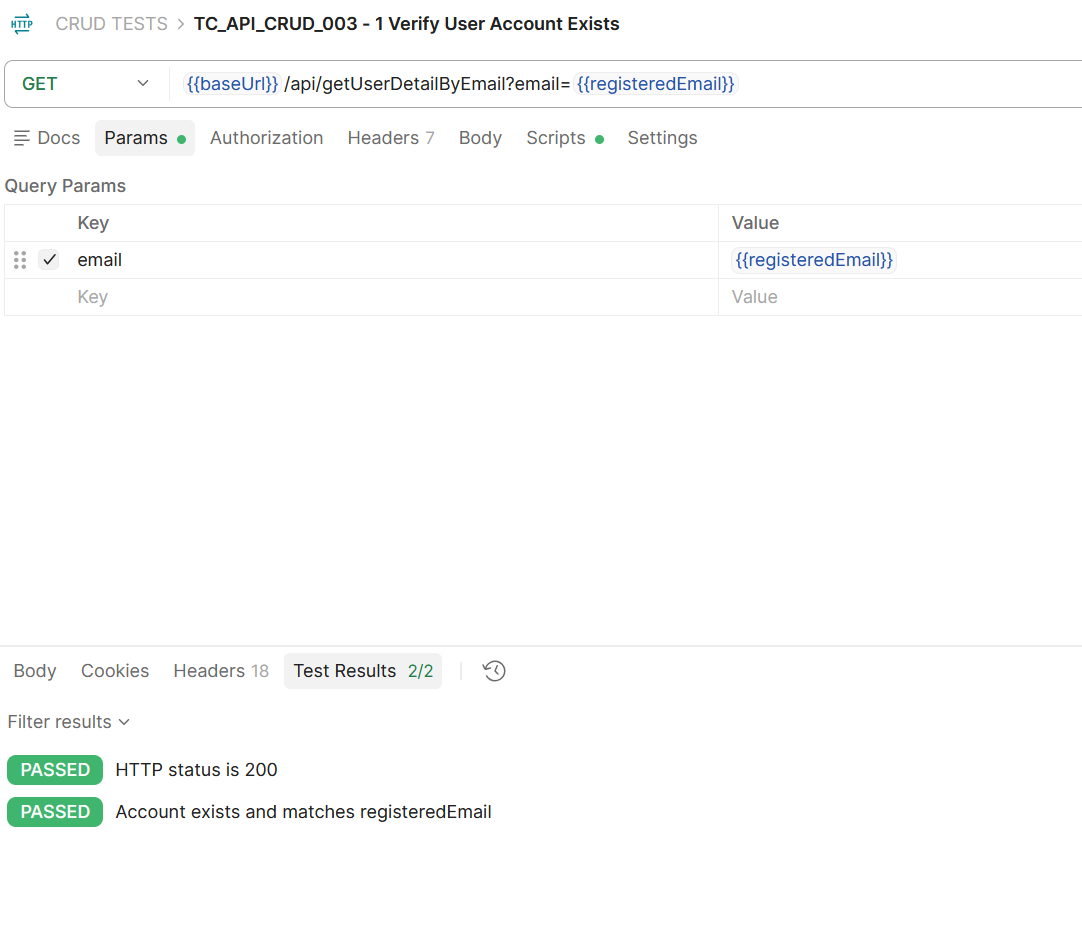 HTTP CRUD TESTS > TC_API_CRUD_003 - 1 Verify User Account Exists
GET {{baseUrl}} /api/getUserDetailByEmail?email= {{registeredEmail}}
Docs Params Authorization Headers 7 Body Scripts Settings
Query Params
Key Value
email {{registeredEmail}}
Key Value
Body Cookies Headers 18 Test Results 2/2
Filter results
PASSED HTTP status is 200
PASSED Account exists and matches registeredEmail